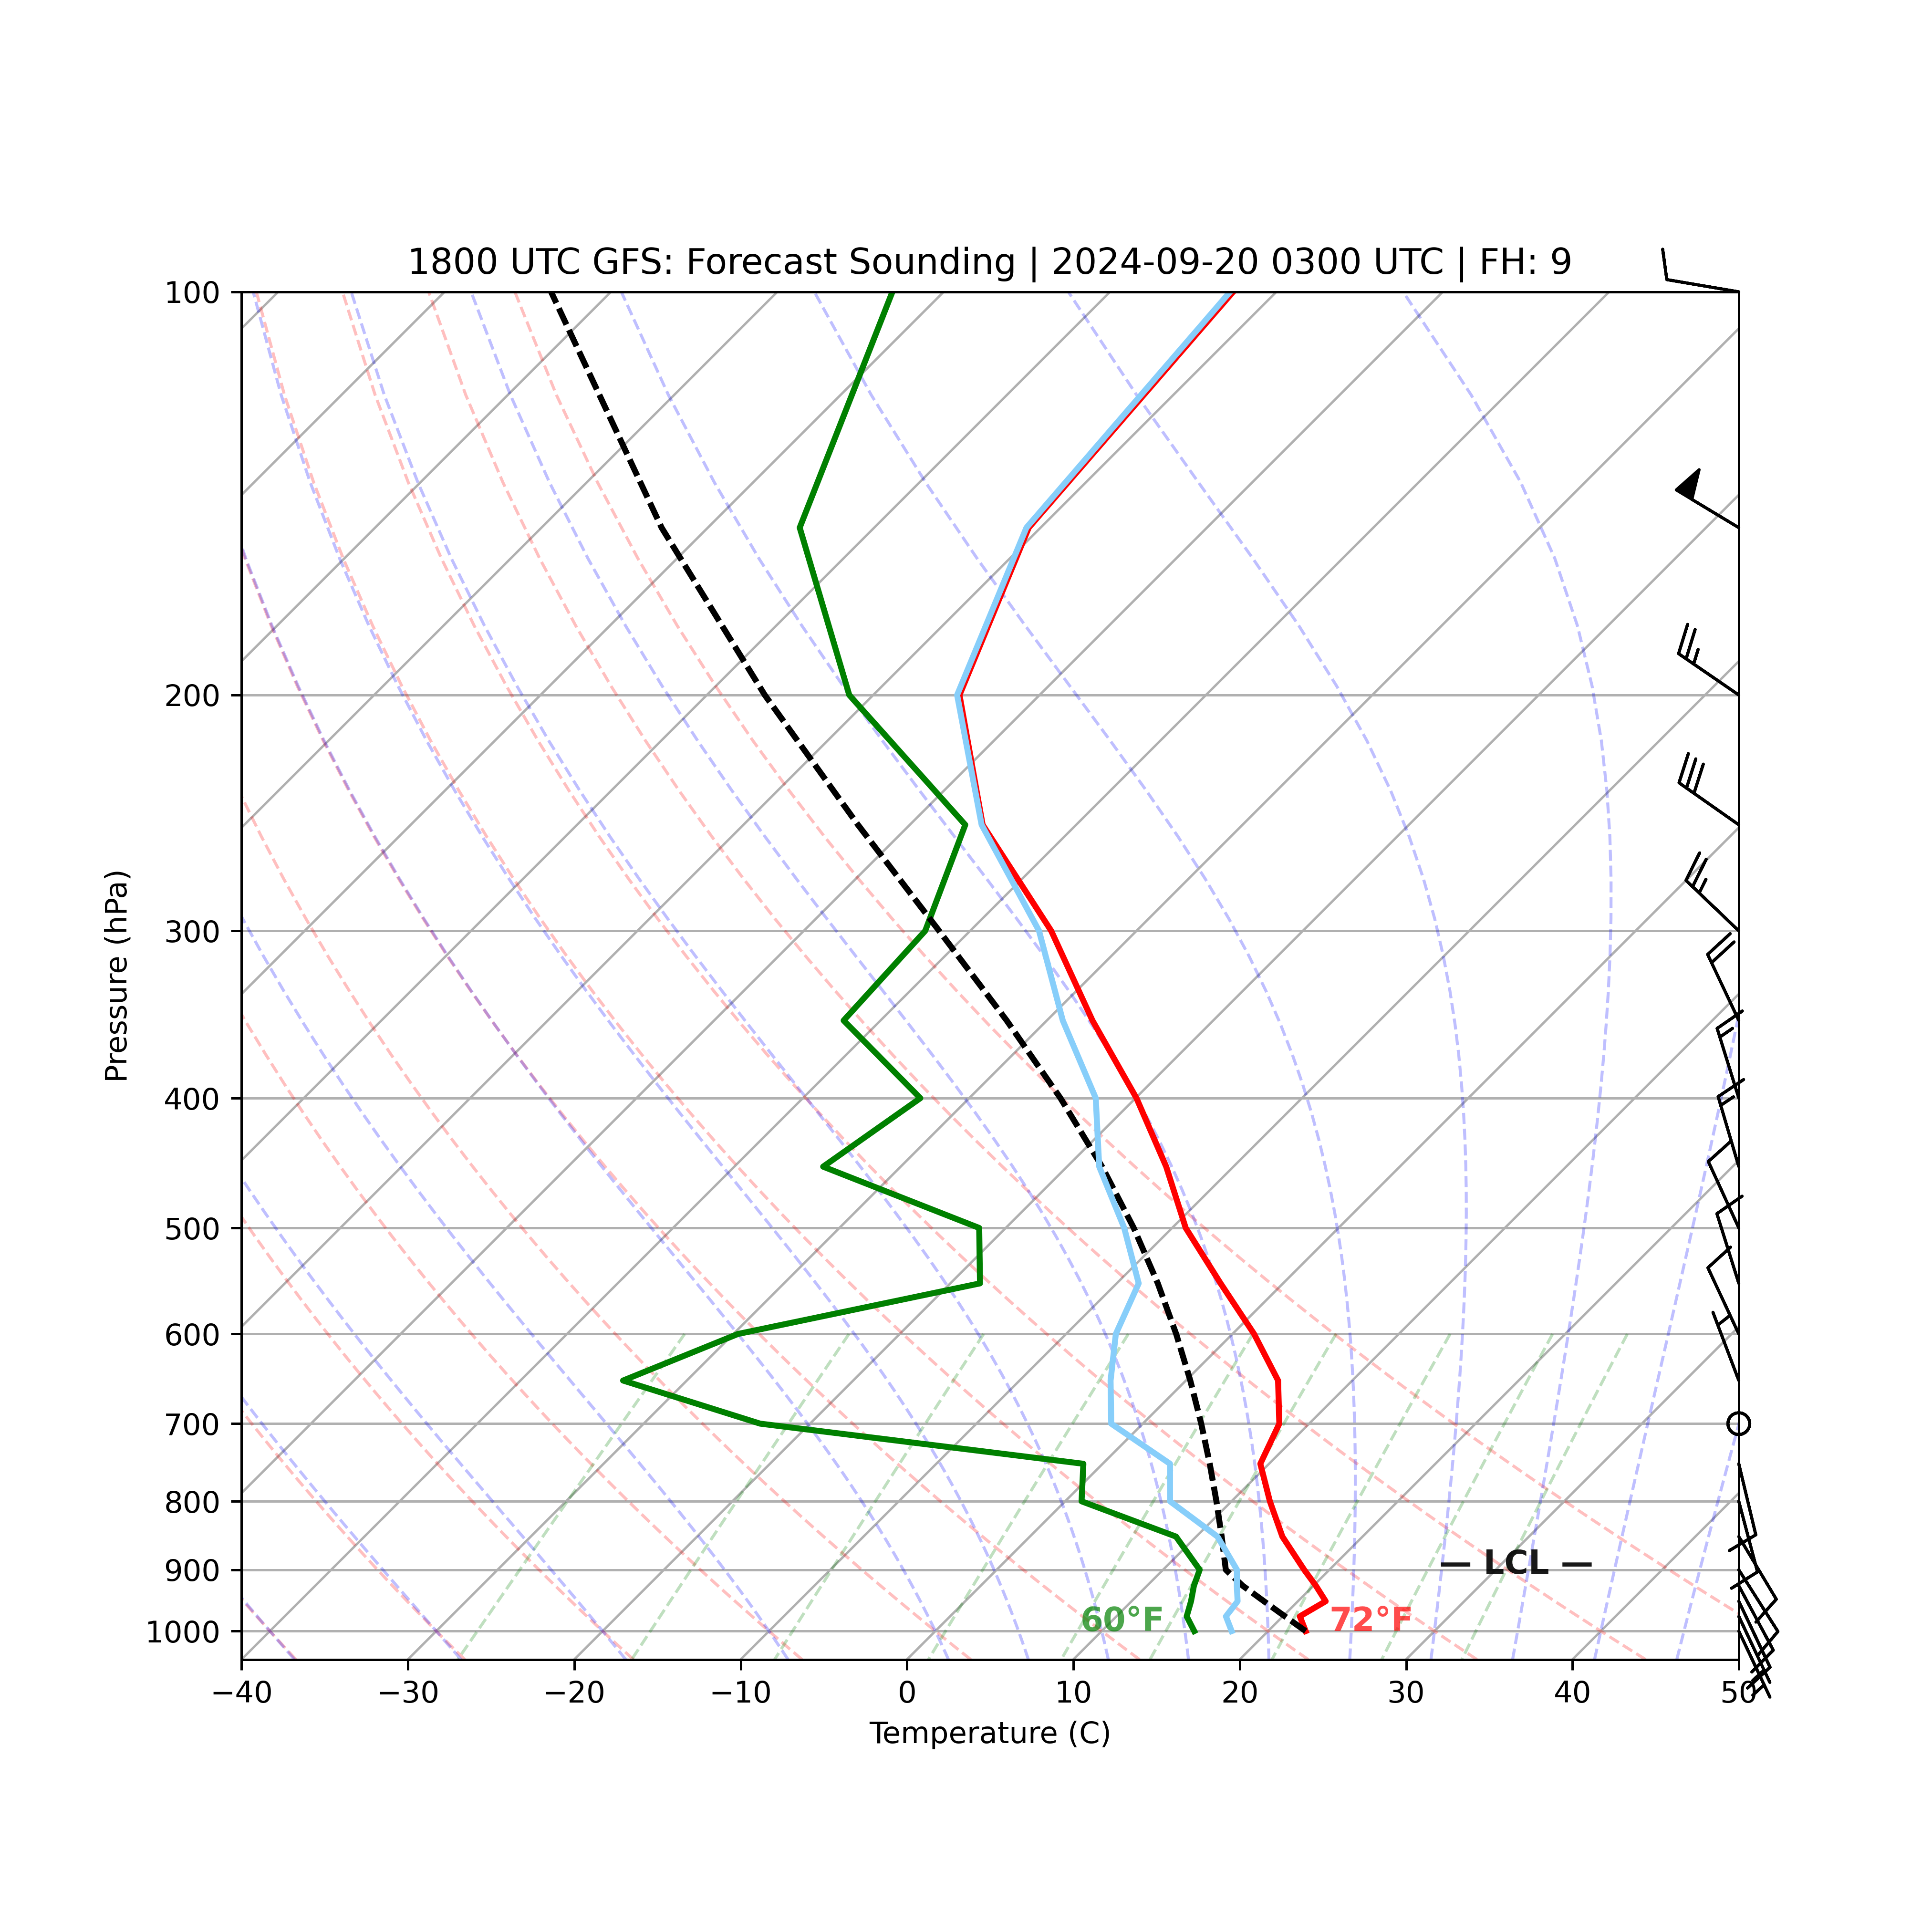 1800 UTC GFS: Forecast Sounding | 2024-09-20 0300 UTC | FH: 9
100
200
300
400
500
600
700
800
900
1000
Pressure (hPa)
— LCL —
60°F
72°F
−40 −30 −20 −10 0 10 20 30 40 50
Temperature (C)